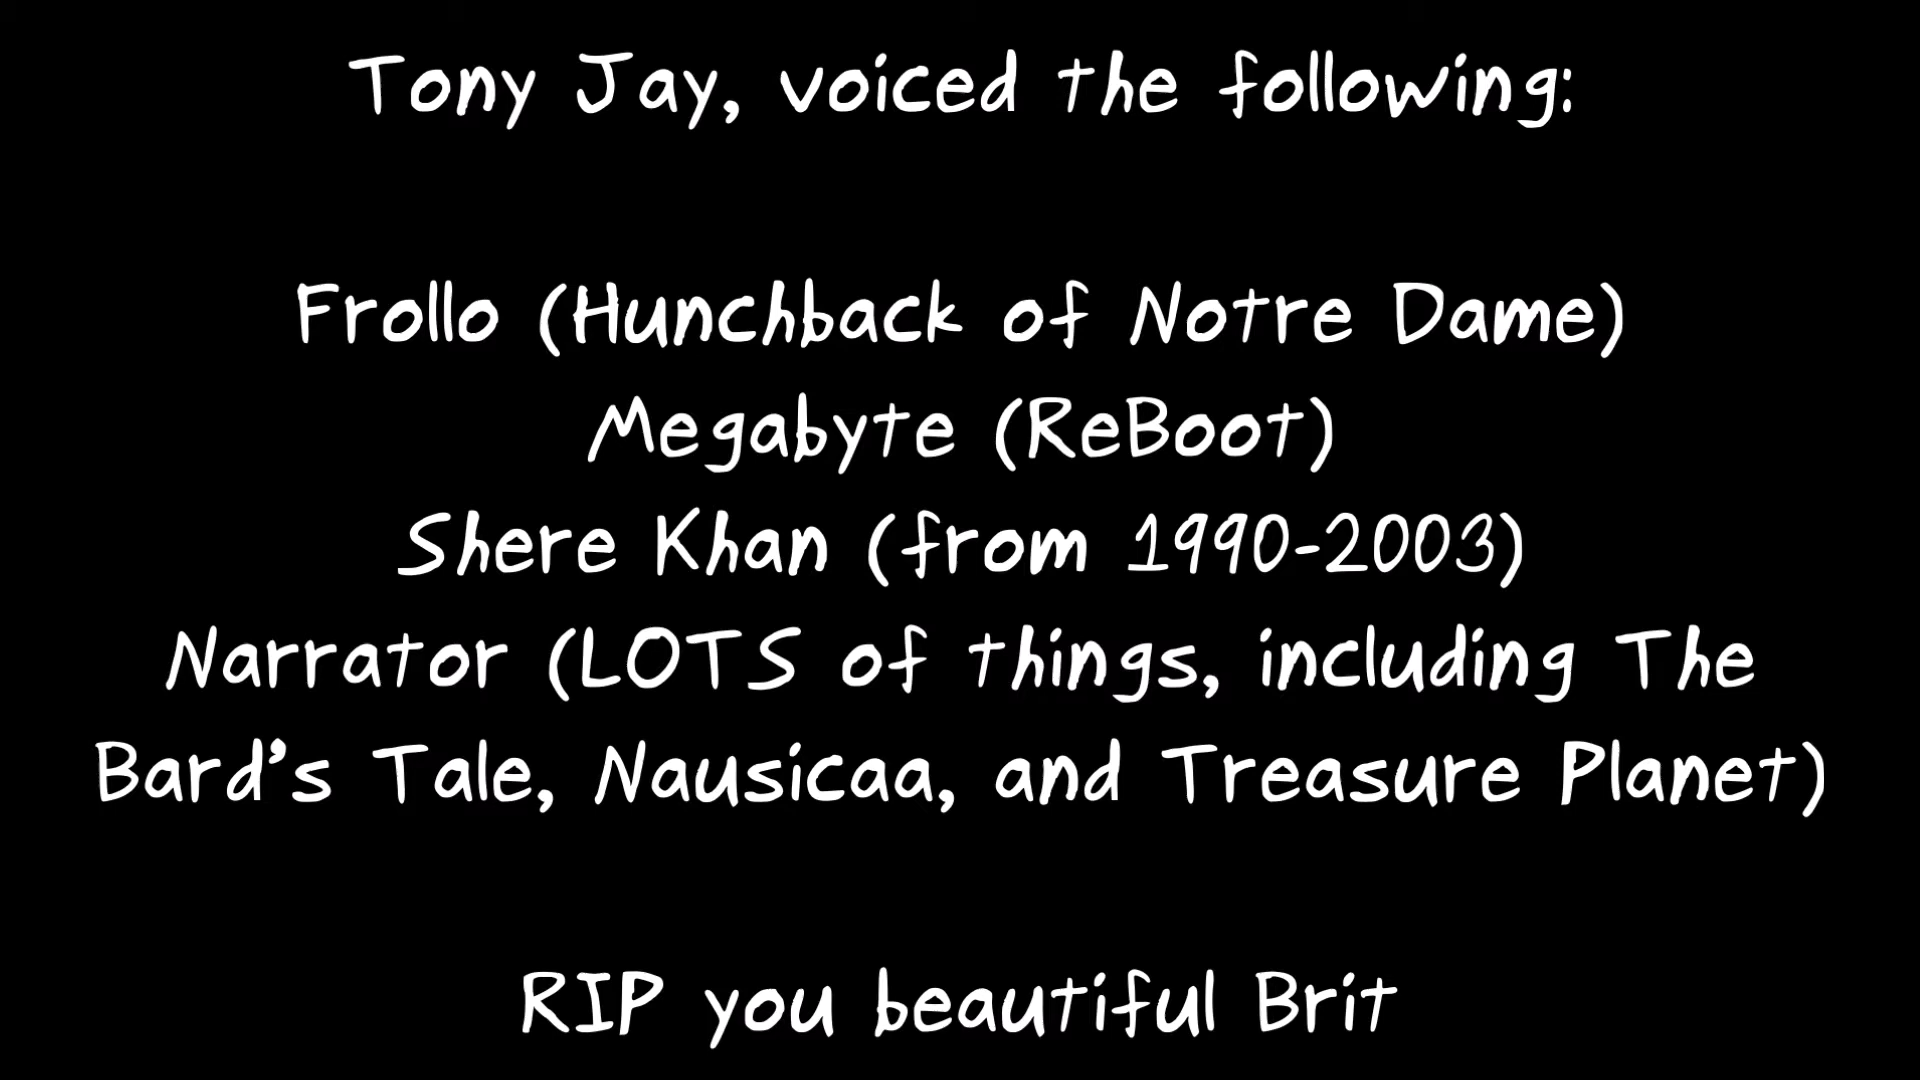 Tony Jay, voiced the following:
Frollo (Hunchback of Notre Dame)
Megabyte (ReBoot)
Shere Khan (from 1990-2003)
Narrator (LOTS of things, including The
Bard's Tale, Nausicaa, and Treasure Planet)
RIP you beautiful Brit